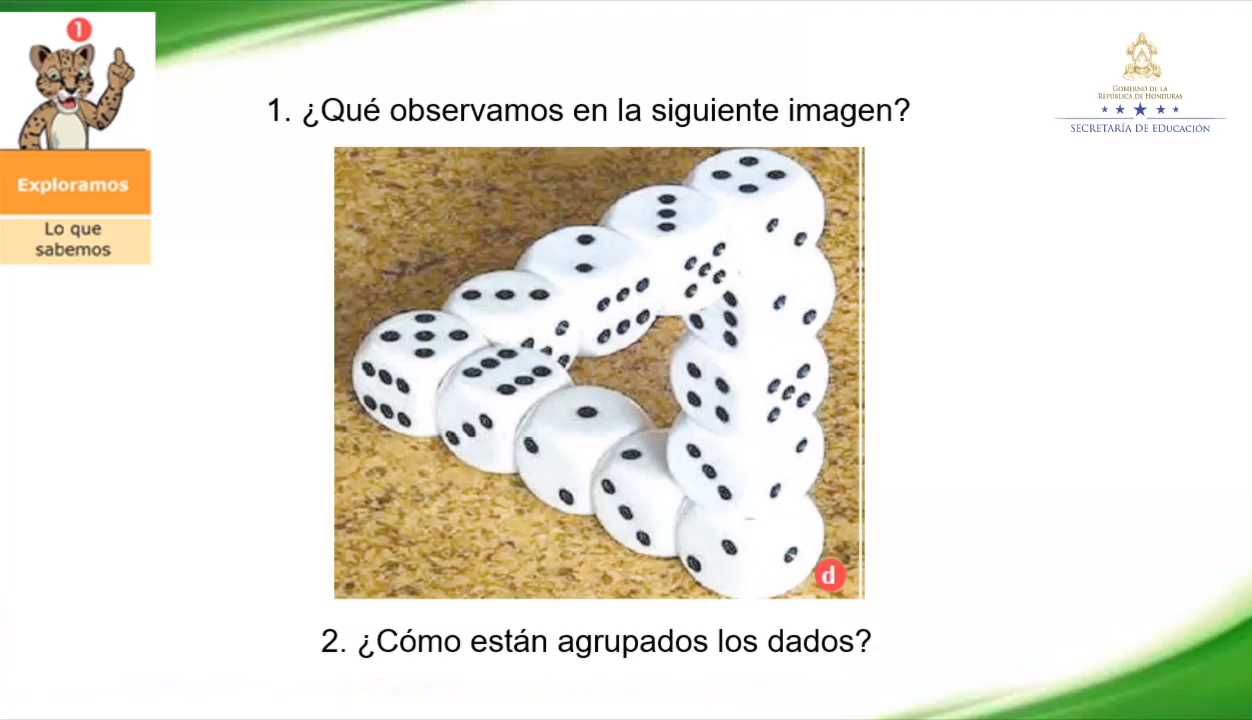 1
Exploramos
Lo que
sabemos
1. ¿Qué observamos en la siguiente imagen?
GOBIERNO DE LA
REPÚBLICA DE HONDURAS
SECRETARÍA DE EDUCACIÓN
d
2. ¿Cómo están agrupados los dados?